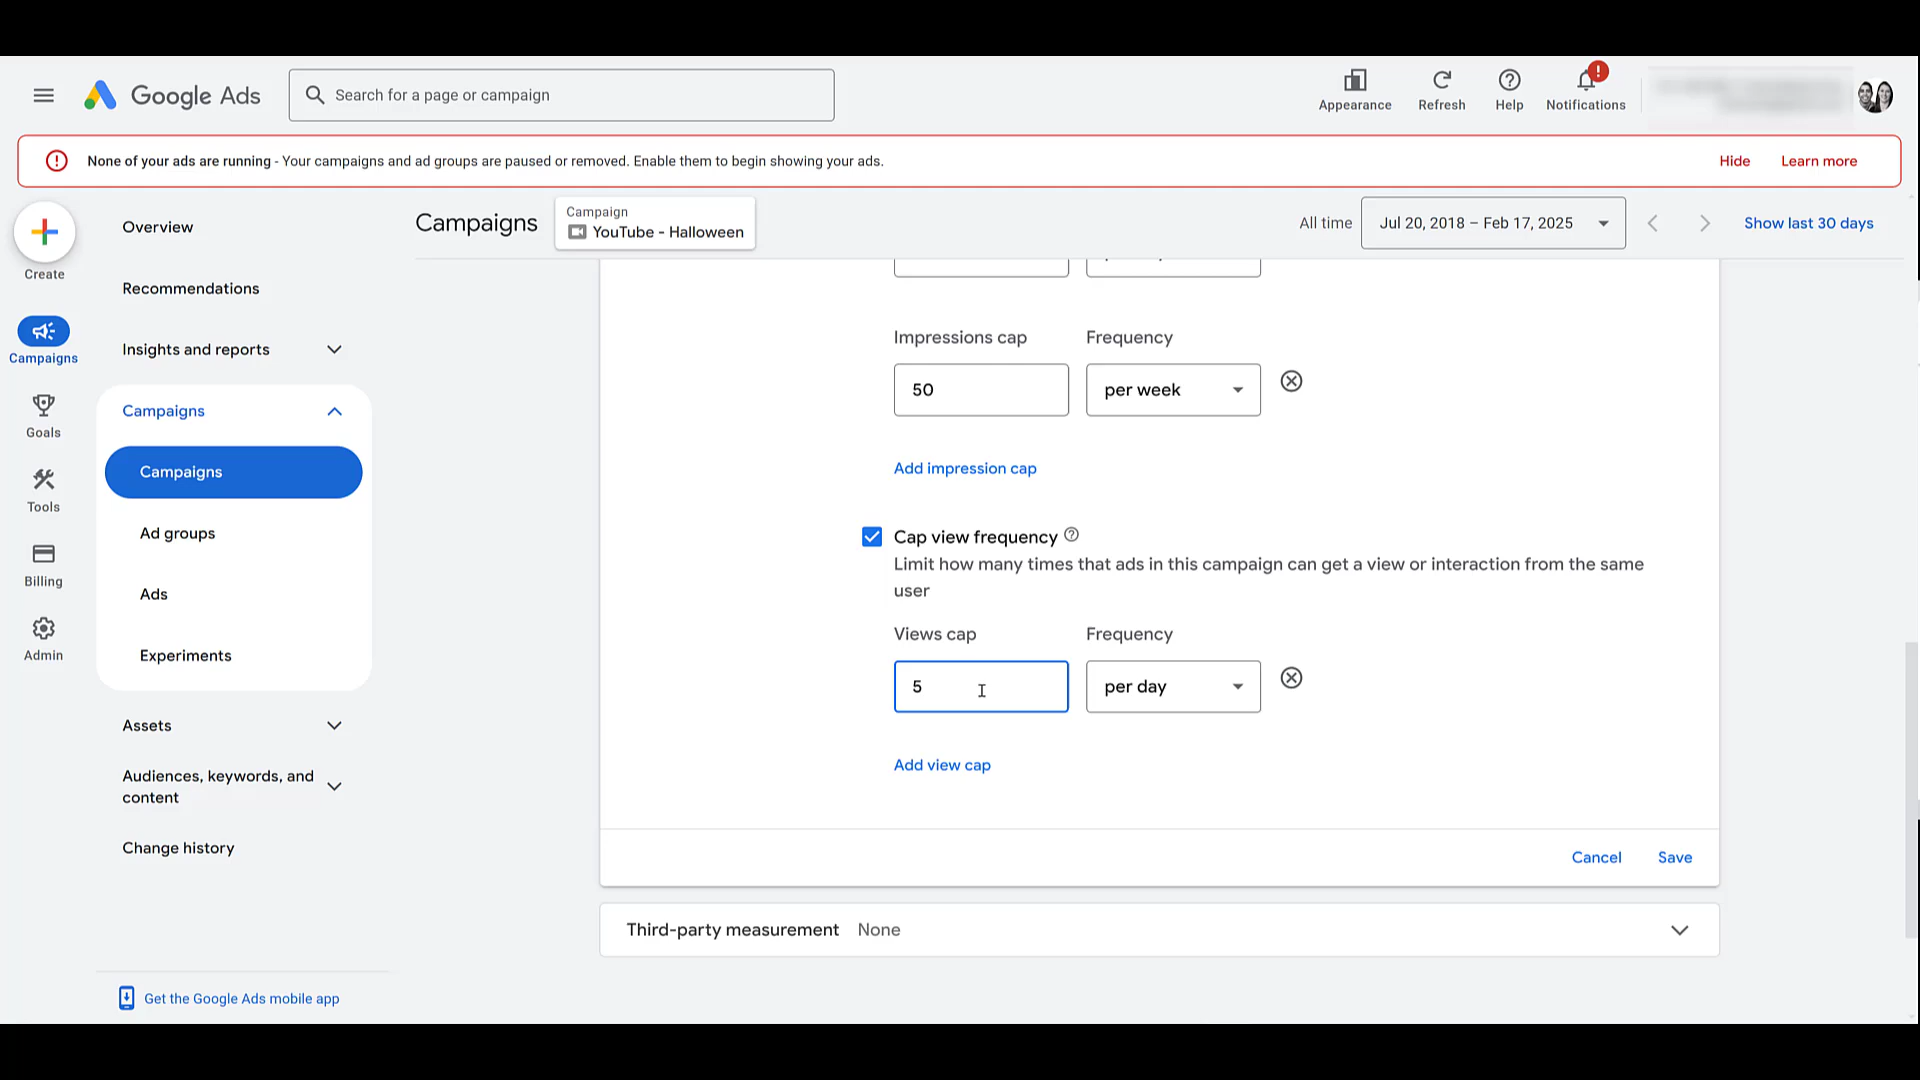 Google Ads
Search for a page or campaign
Appearance
Refresh
Help
!
Notifications
None of your ads are running - Your campaigns and ad groups are paused or removed. Enable them to begin showing your ads.
Hide
Learn more
Create
Campaigns
Goals
Tools
Billing
Admin
Overview
Recommendations
Insights and reports
Campaigns
Campaigns
Ad groups
Ads
Experiments
Assets
Audiences, keywords, and
content
Change history
Get the Google Ads mobile app
Campaigns
Campaign
YouTube - Halloween
All time
Jul 20, 2018 – Feb 17, 2025
Show last 30 days
Impressions cap
Frequency
50
per week
Add impression cap
Cap view frequency
Limit how many times that ads in this campaign can get a view or interaction from the same
user
Views cap
Frequency
5
per day
Add view cap
Cancel
Save
Third-party measurement
None